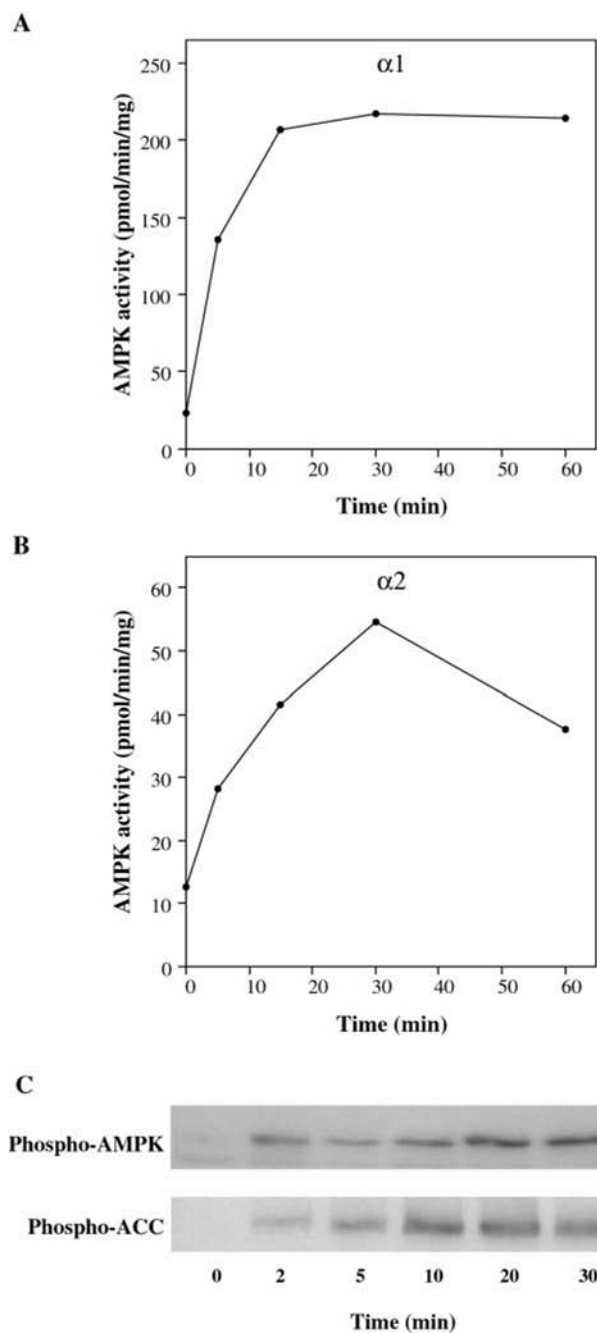 A
α1
AMPK activity (pmol/min/mg)
250
200
150
100
50
0
0 10 20 30 40 50 60
Time (min)
B
α2
AMPK activity (pmol/min/mg)
60
50
40
30
20
10
0
0 10 20 30 40 50 60
Time (min)
C
Phospho-AMPK
Phospho-ACC
0 2 5 10 20 30
Time (min)